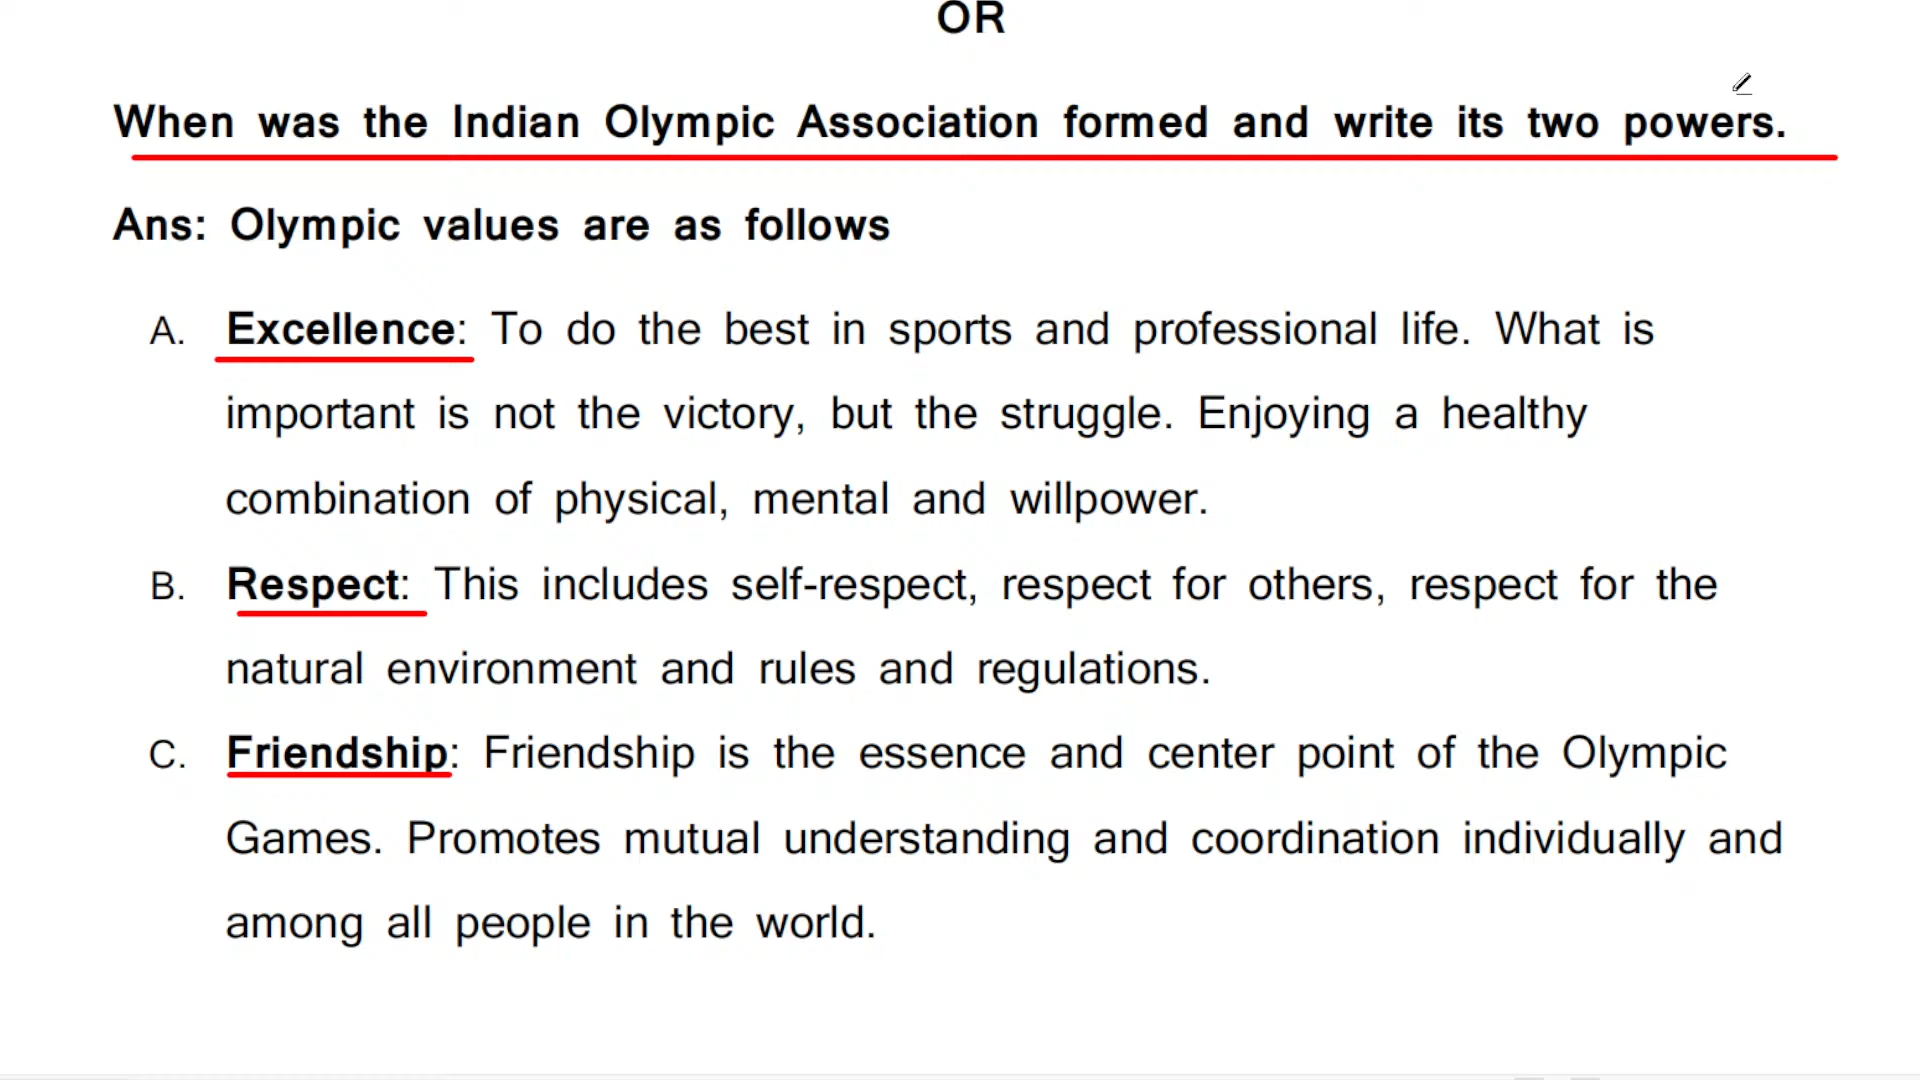 OR
When was the Indian Olympic Association formed and write its two powers.
Ans: Olympic values are as follows
A. Excellence: To do the best in sports and professional life. What is
important is not the victory, but the struggle. Enjoying a healthy
combination of physical, mental and willpower.
B. Respect: This includes self-respect, respect for others, respect for the
natural environment and rules and regulations.
C. Friendship: Friendship is the essence and center point of the Olympic
Games. Promotes mutual understanding and coordination individually and
among all people in the world.